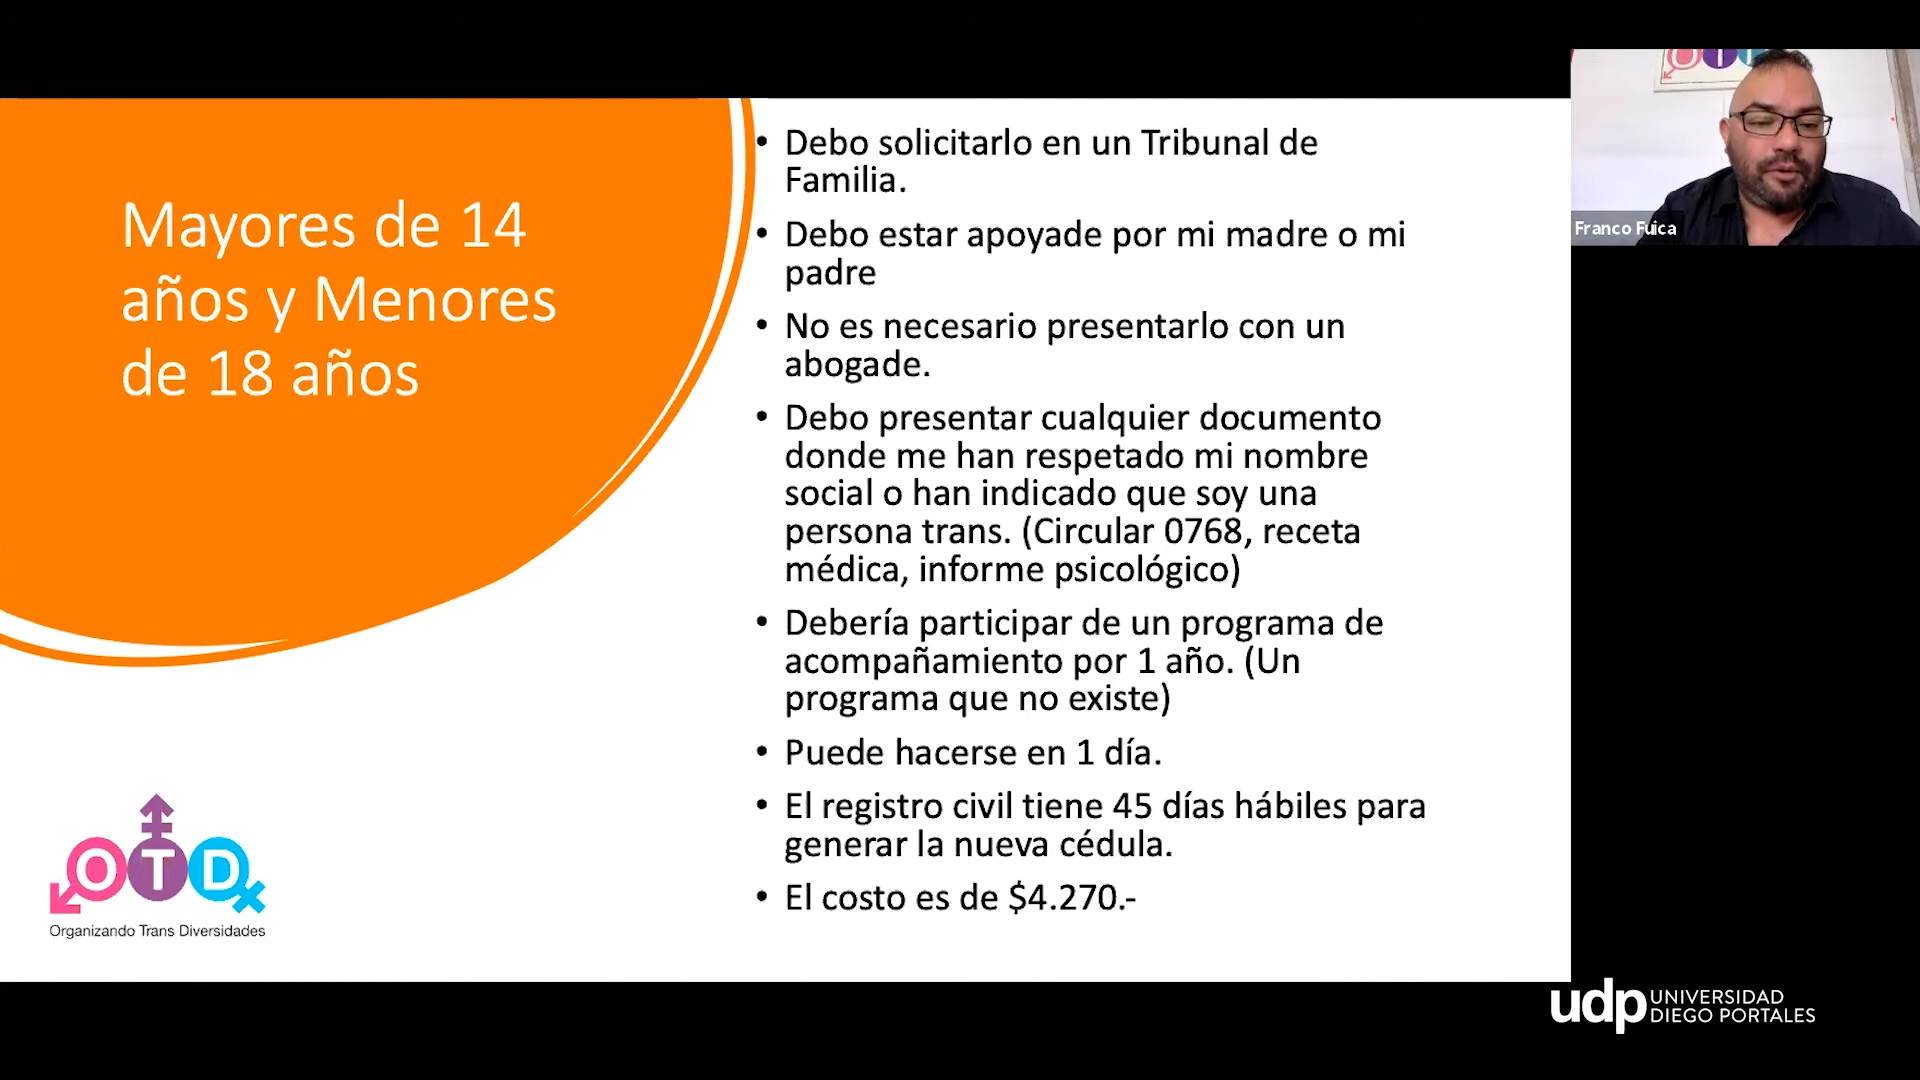 Mayores de 14
años y Menores
de 18 años
• Debo solicitarlo en un Tribunal de
Familia.
• Debo estar apoyade por mi madre o mi
padre
• No es necesario presentarlo con un
abogade.
• Debo presentar cualquier documento
donde me han respetado mi nombre
social o han indicado que soy una
persona trans. (Circular 0768, receta
médica, informe psicológico)
• Debería participar de un programa de
acompañamiento por 1 año. (Un
programa que no existe)
• Puede hacerse en 1 día.
• El registro civil tiene 45 días hábiles para
generar la nueva cédula.
• El costo es de $4.270.-
OTD
Organizando Trans Diversidades
Franco Fuica
udp UNIVERSIDAD
DIEGO PORTALES